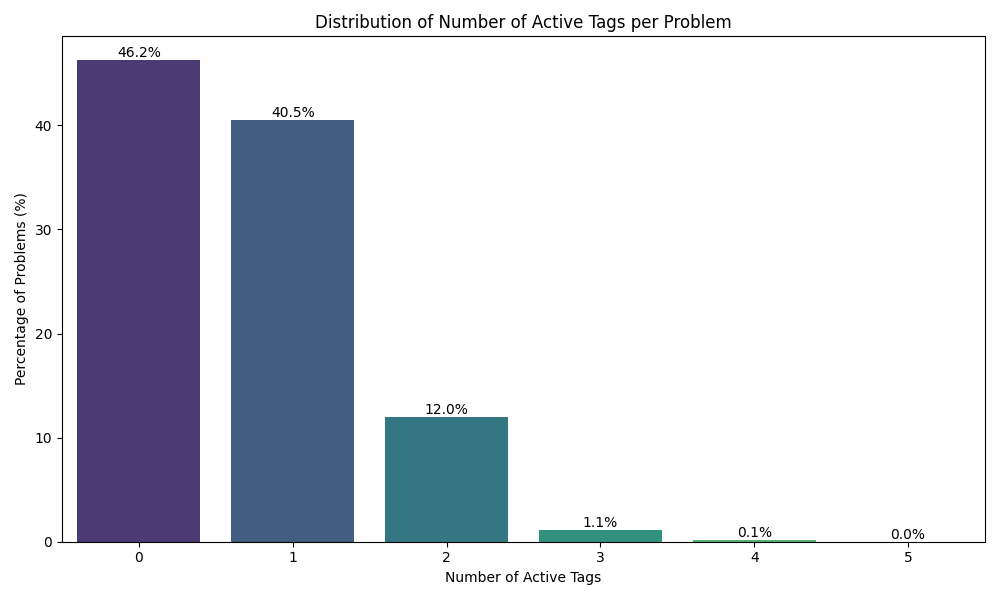 Distribution of Number of Active Tags per Problem
46.2%
40.5%
12.0%
1.1%
0.1%
0.0%
Percentage of Problems (%)
40
30
20
10
0
0 1 2 3 4 5
Number of Active Tags